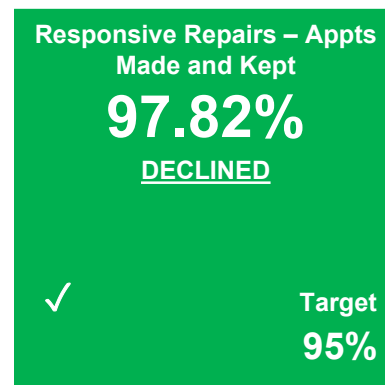 Responsive Repairs – Appts
Made and Kept
97.82%
DECLINED
✓
Target
95%